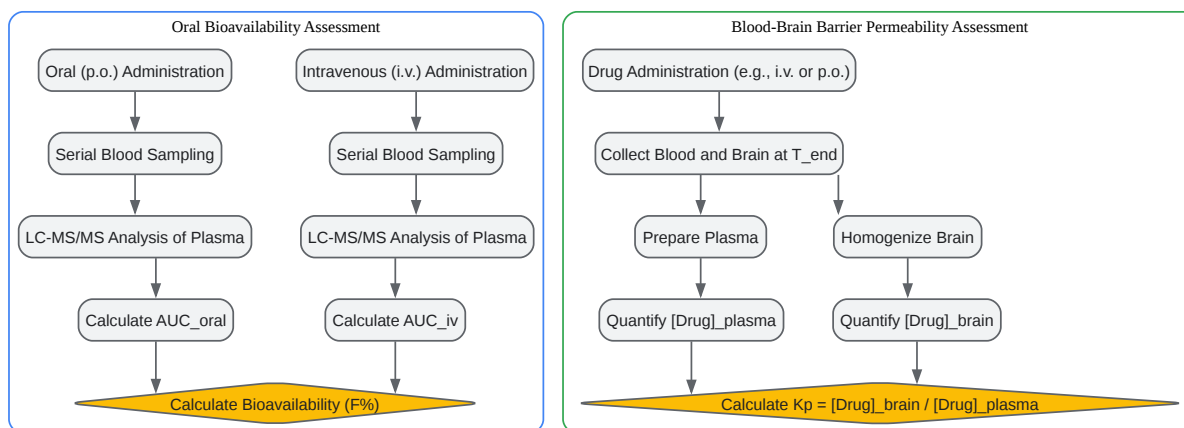 Oral Bioavailability Assessment
Oral (p.o.) Administration
Intravenous (i.v.) Administration
Serial Blood Sampling
Serial Blood Sampling
LC-MS/MS Analysis of Plasma
LC-MS/MS Analysis of Plasma
Calculate AUC_oral
Calculate AUC_iv
Calculate Bioavailability (F%)
Blood-Brain Barrier Permeability Assessment
Drug Administration (e.g., i.v. or p.o.)
Collect Blood and Brain at T_end
Prepare Plasma
Homogenize Brain
Quantify [Drug]_plasma
Quantify [Drug]_brain
Calculate Kp = [Drug]_brain / [Drug]_plasma